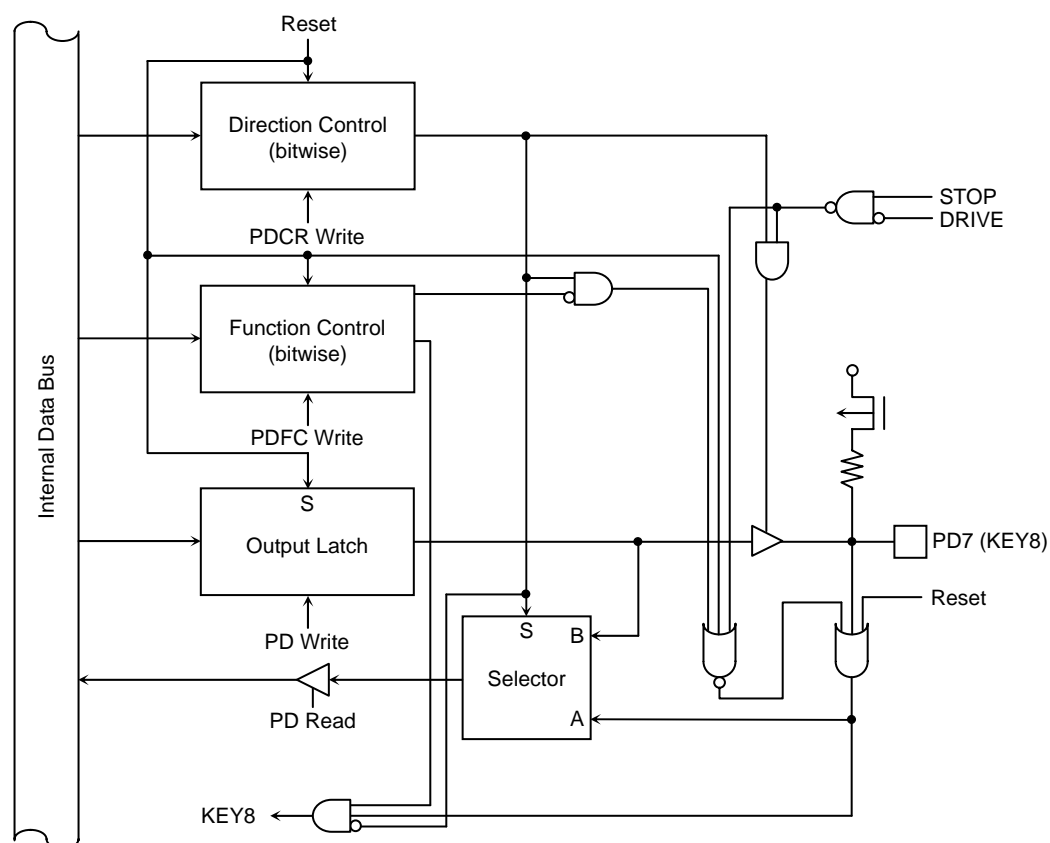 Reset
Direction Control
(bitwise)
STOP
DRIVE
PDCR Write
Function Control
(bitwise)
Internal Data Bus
PDFC Write
S
Output Latch
PD7 (KEY8)
Reset
PD Write
S
B
Selector
A
PD Read
KEY8